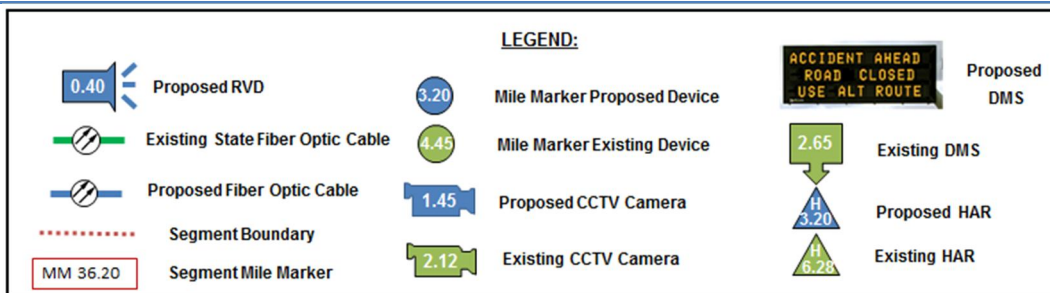 LEGEND:
0.40
Proposed RVD
Existing State Fiber Optic Cable
Proposed Fiber Optic Cable
Segment Boundary
MM 36.20
Segment Mile Marker
3.20
Mile Marker Proposed Device
4.45
Mile Marker Existing Device
1.45
Proposed CCTV Camera
2.12
Existing CCTV Camera
ACCIDENT AHEAD
ROAD CLOSED
USE ALT ROUTE
Proposed
DMS
2.65
Existing DMS
H
3.20
Proposed HAR
H
6.28
Existing HAR